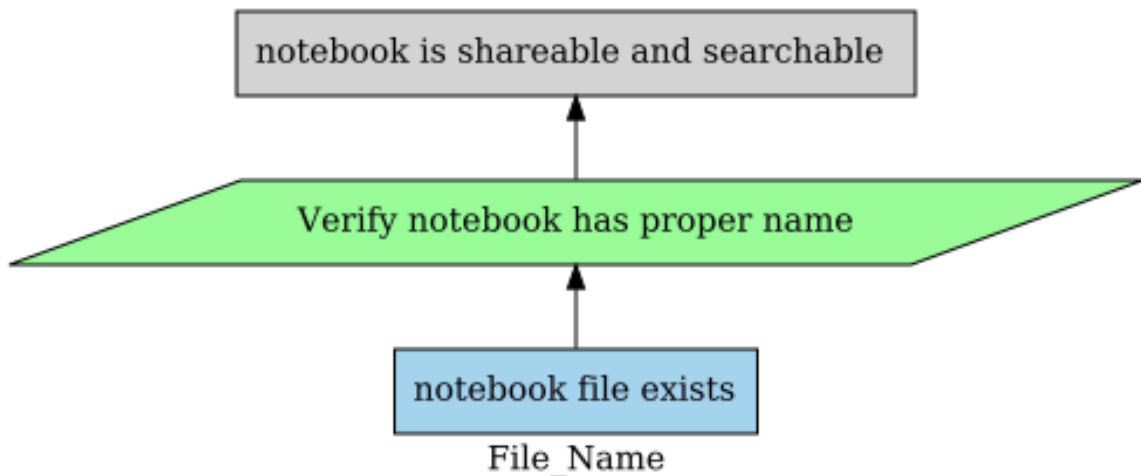 notebook is shareable and searchable
Verify notebook has proper name
notebook file exists
File_Name